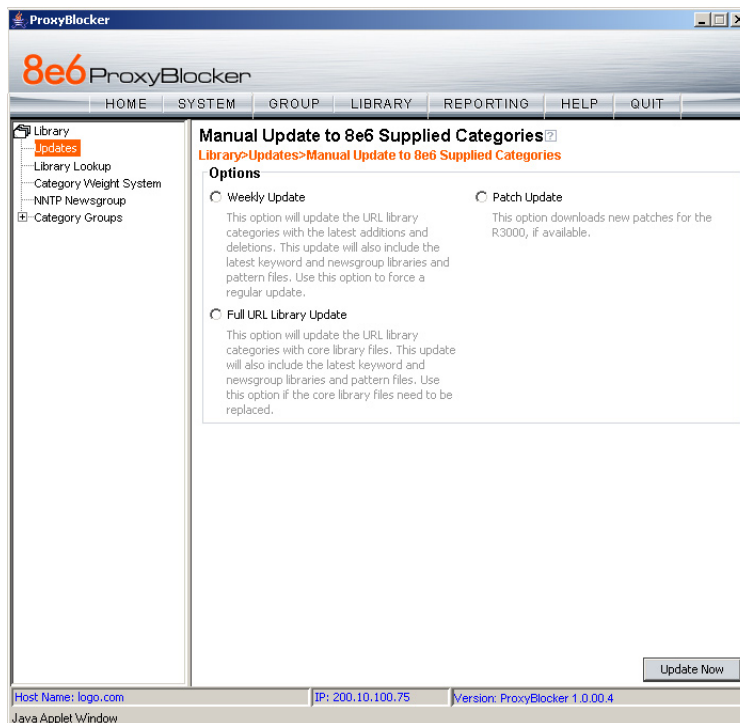 ProxyBlocker
8e6 ProxyBlocker
HOME SYSTEM GROUP LIBRARY REPORTING HELP QUIT
Library
Updates
Library Lookup
Category Weight System
NNTP Newsgroup
Category Groups
Manual Update to 8e6 Supplied Categories
?
Library>Updates>Manual Update to 8e6 Supplied Categories
Options
Weekly Update
This option will update the URL library
categories with the latest additions and
deletions. This update will also include the
latest keyword and newsgroup libraries and
pattern files. Use this option to force a
regular update.
Full URL Library Update
This option will update the URL library
categories with core library files. This update
will also include the latest keyword and
newsgroup libraries and pattern files. Use
this option if the core library files need to be
replaced.
Patch Update
This option downloads new patches for the
R3000, if available.
Update Now
Host Name: logo.com
IP: 200.10.100.75
Version: ProxyBlocker 1.0.00.4
Java Applet Window